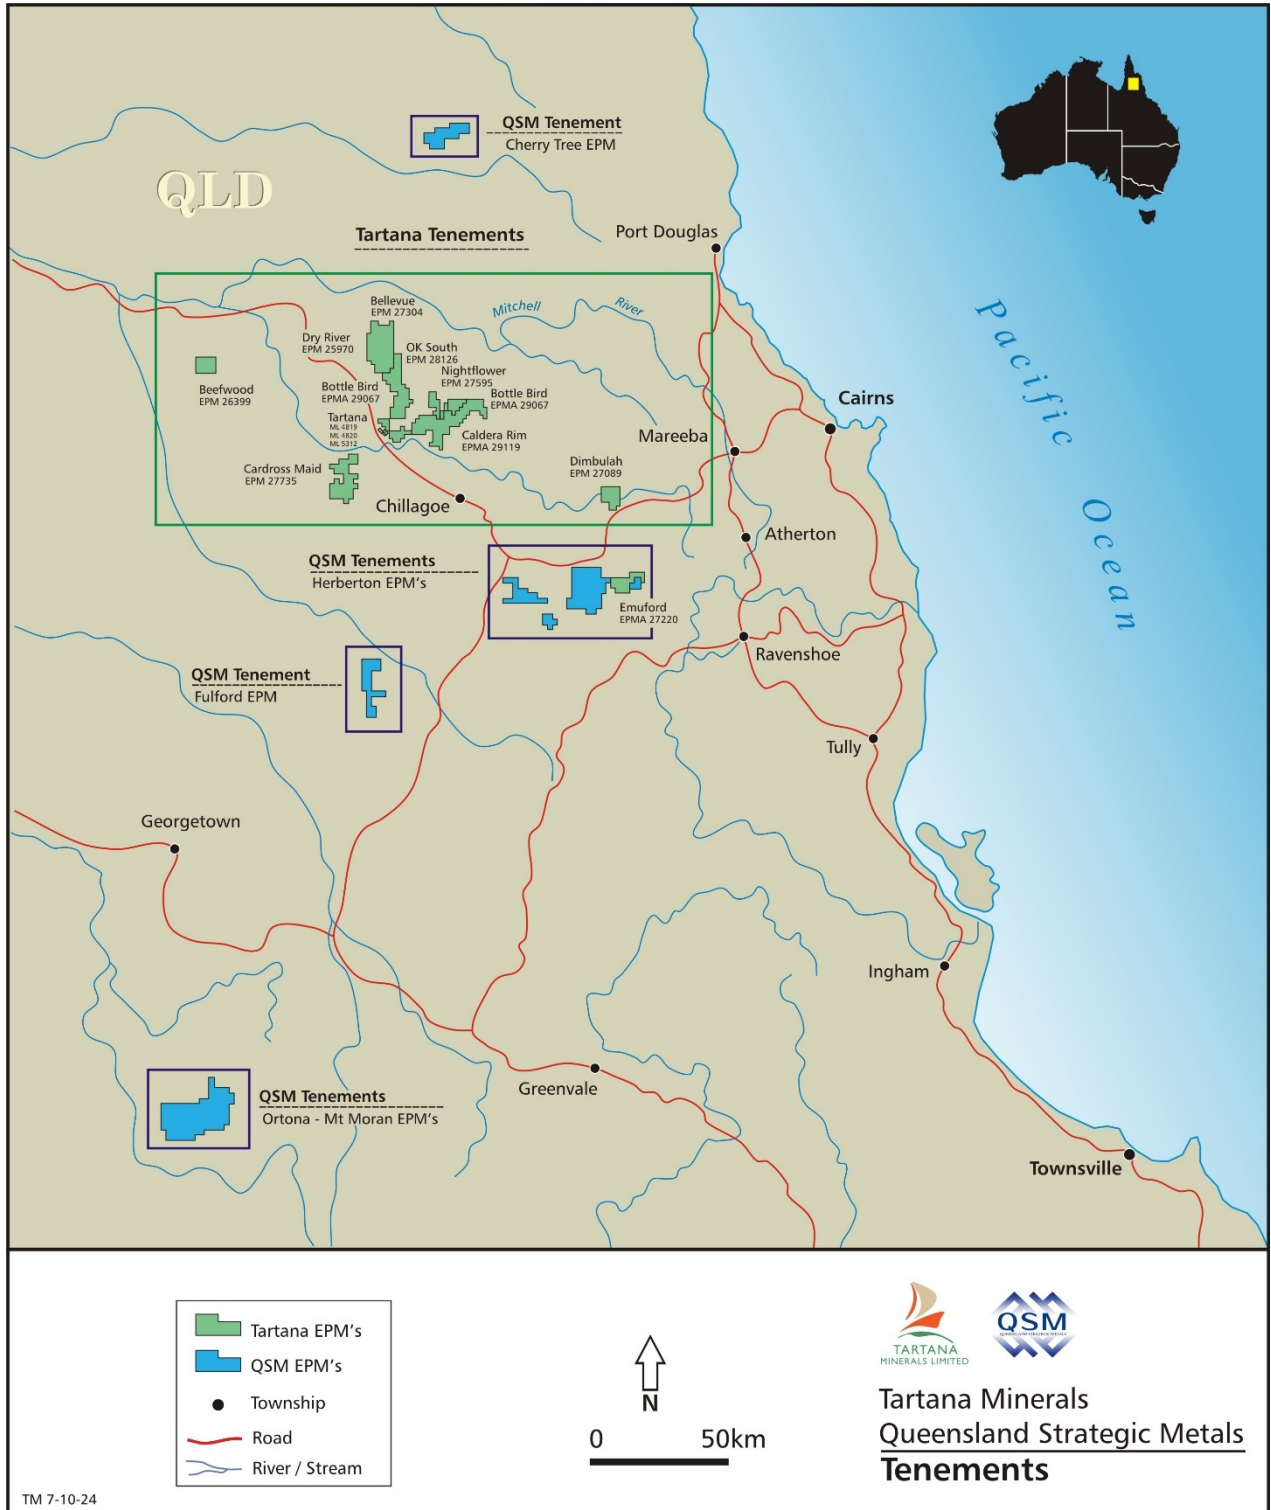 QSM Tenement
Cherry Tree EPM
QLD
Tartana Tenements
Port Douglas
Pacific Ocean
Mitchell River
Bellevue
EPM 27304
Dry River
EPM 25970
OK South
EPM 28126
Nightflower
EPM 27595
Beefwood
EPM 26399
Bottle Bird
EPMA 29067
Bottle Bird
EPMA 29067
Tartana
ML 4819
ML 4820
ML 5312
Caldera Rim
EPMA 29119
Cairns
Mareeba
Cardross Maid
EPM 27735
Dimbulah
EPM 27089
Chillagoe
Atherton
QSM Tenements
Herberton EPM's
Emuford
EPMA 27220
Ravenshoe
QSM Tenement
Fulford EPM
Tully
Georgetown
Ingham
Greenvale
QSM Tenements
Ortona - Mt Moran EPM's
Townsville
Tartana EPM's
QSM EPM's
Township
Road
River / Stream
N
0 50km
TARTANA
MINERALS LIMITED
QSM
QUEENSLAND STRATEGIC METALS
Tartana Minerals
Queensland Strategic Metals
Tenements
TM 7-10-24